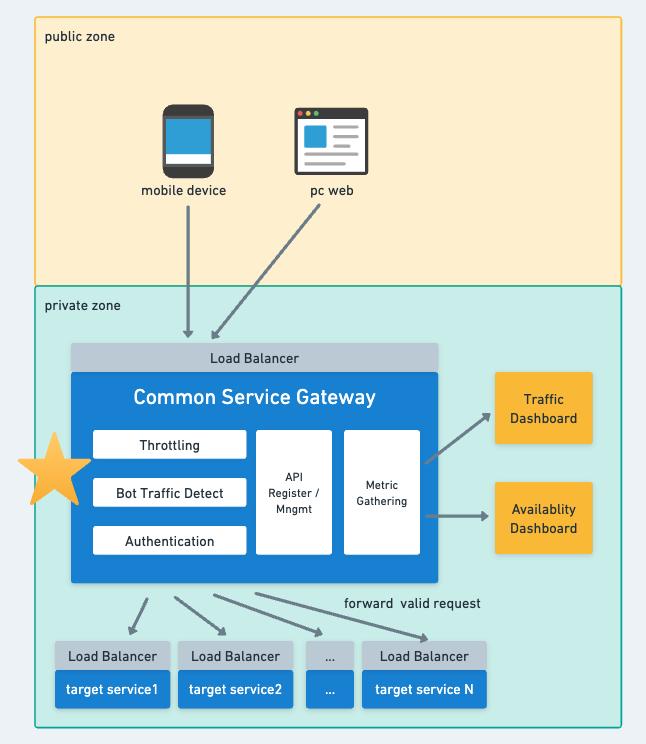 public zone
mobile device
pc web
private zone
Load Balancer
Common Service Gateway
Throttling
Bot Traffic Detect
Authentication
API
Register /
Mngmt
Metric
Gathering
Traffic
Dashboard
Availablity
Dashboard
forward valid request
Load Balancer
Load Balancer
...
Load Balancer
target service1
target service2
...
target service N